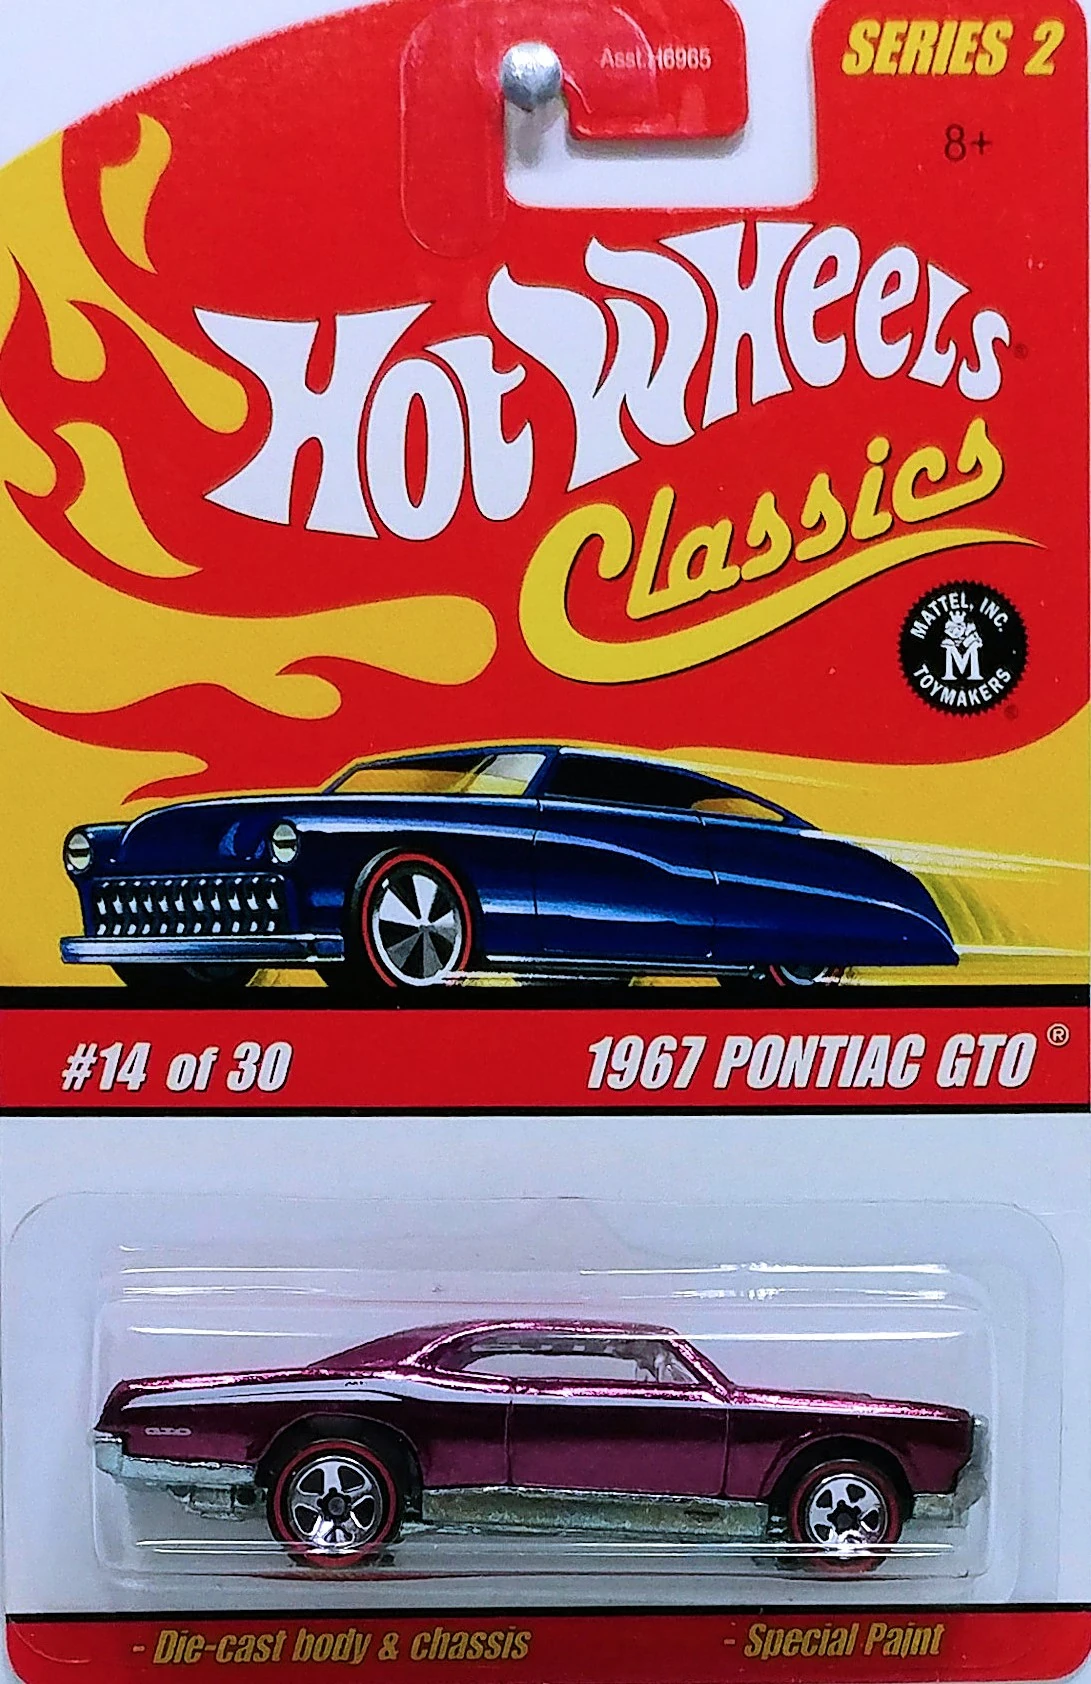 Asst.H6965
SERIES 2
8+
Hot Wheels®
Classics
MATTEL, INC.
M
TOYMAKERS
®
#14 of 30
1967 PONTIAC GTO®
GTO
- Die-cast body & chassis
- Special Paint